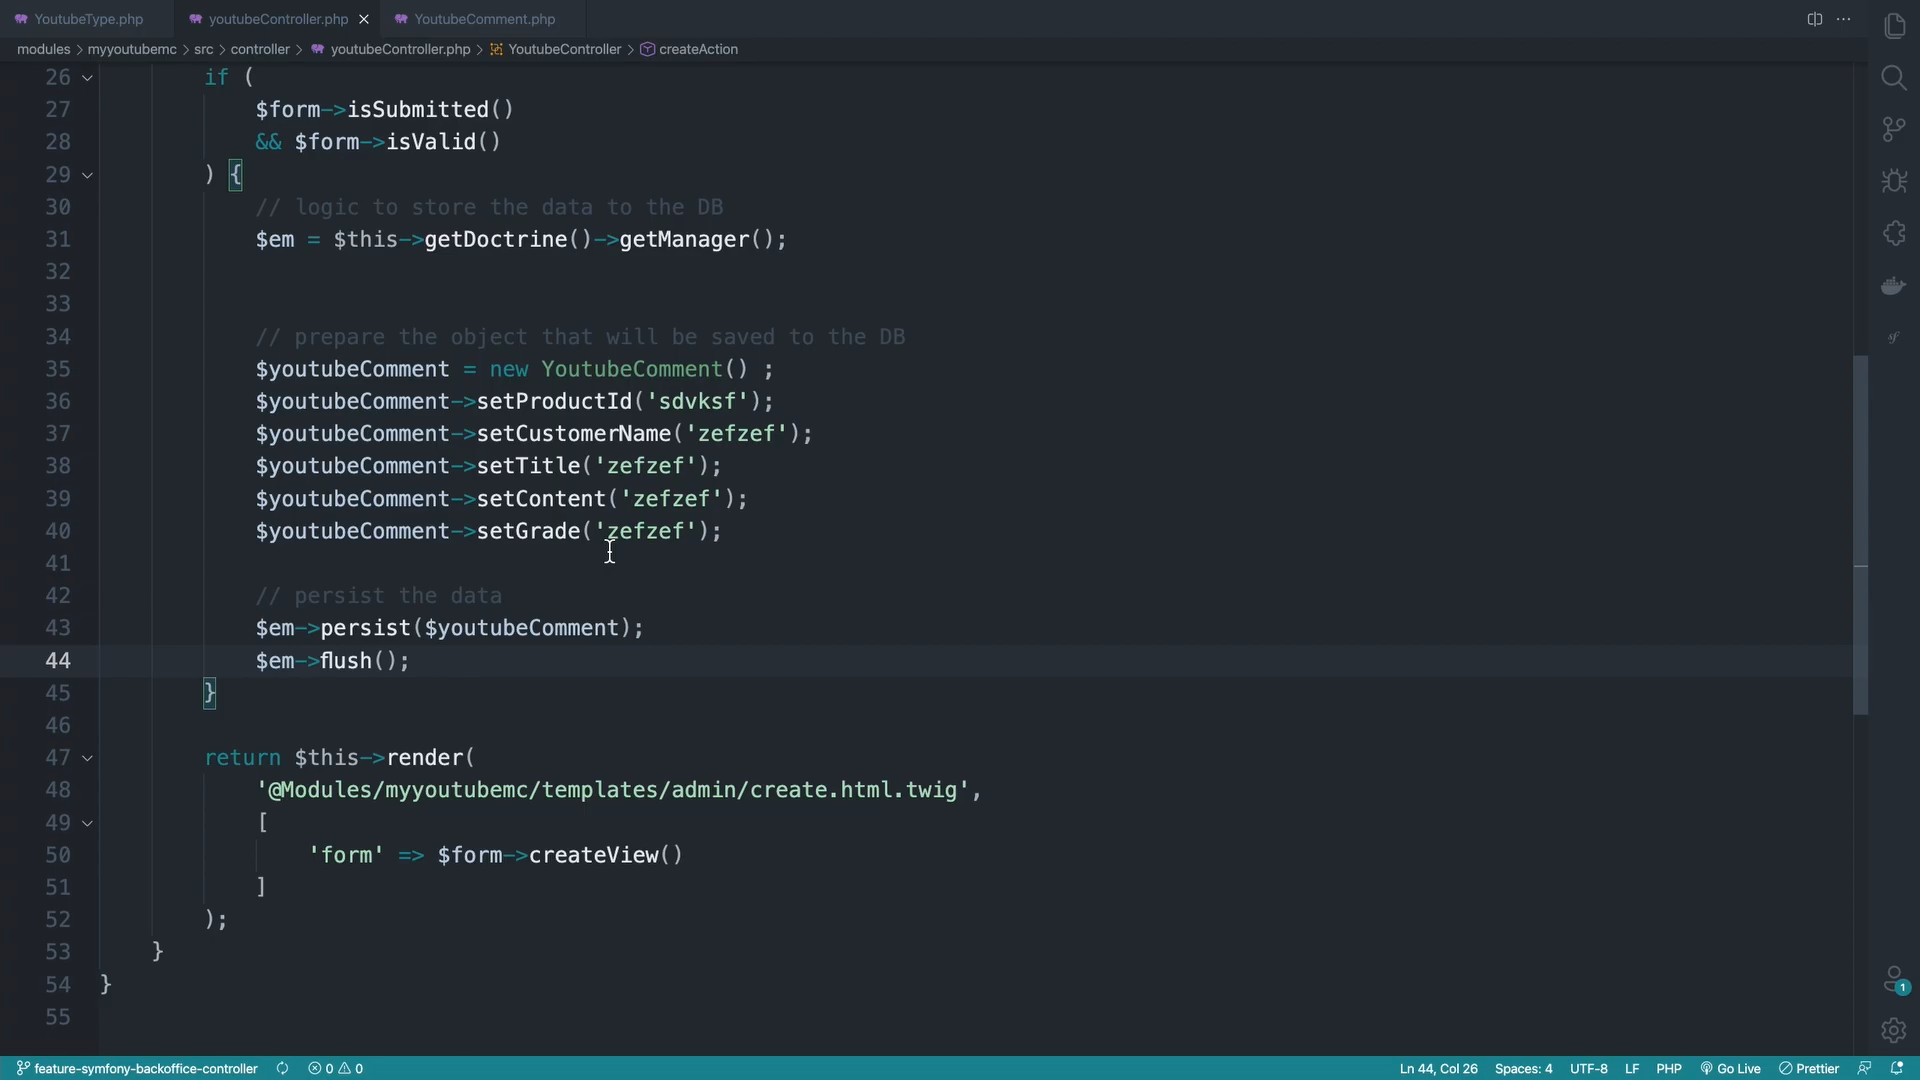 YoutubeType.php youtubeController.php YoutubeComment.php
modules > myyoutubemc > src > controller > youtubeController.php > YoutubeController > createAction
26 if (
27 $form->isSubmitted()
28 && $form->isValid()
29 ) {
30 // logic to store the data to the DB
31 $em = $this->getDoctrine()->getManager();
32
33
34 // prepare the object that will be saved to the DB
35 $youtubeComment = new YoutubeComment() ;
36 $youtubeComment->setProductId('sdvksf');
37 $youtubeComment->setCustomerName('zefzef');
38 $youtubeComment->setTitle('zefzef');
39 $youtubeComment->setContent('zefzef');
40 $youtubeComment->setGrade('zefzef');
41
42 // persist the data
43 $em->persist($youtubeComment);
44 $em->flush();
45 }
46
47 return $this->render(
48 '@Modules/myyoutubemc/templates/admin/create.html.twig',
49 [
50 'form' => $form->createView()
51 ]
52 );
53 }
54 }
55
sf
1
feature-symfony-backoffice-controller 0 0 Ln 44, Col 26 Spaces: 4 UTF-8 LF PHP Go Live Prettier